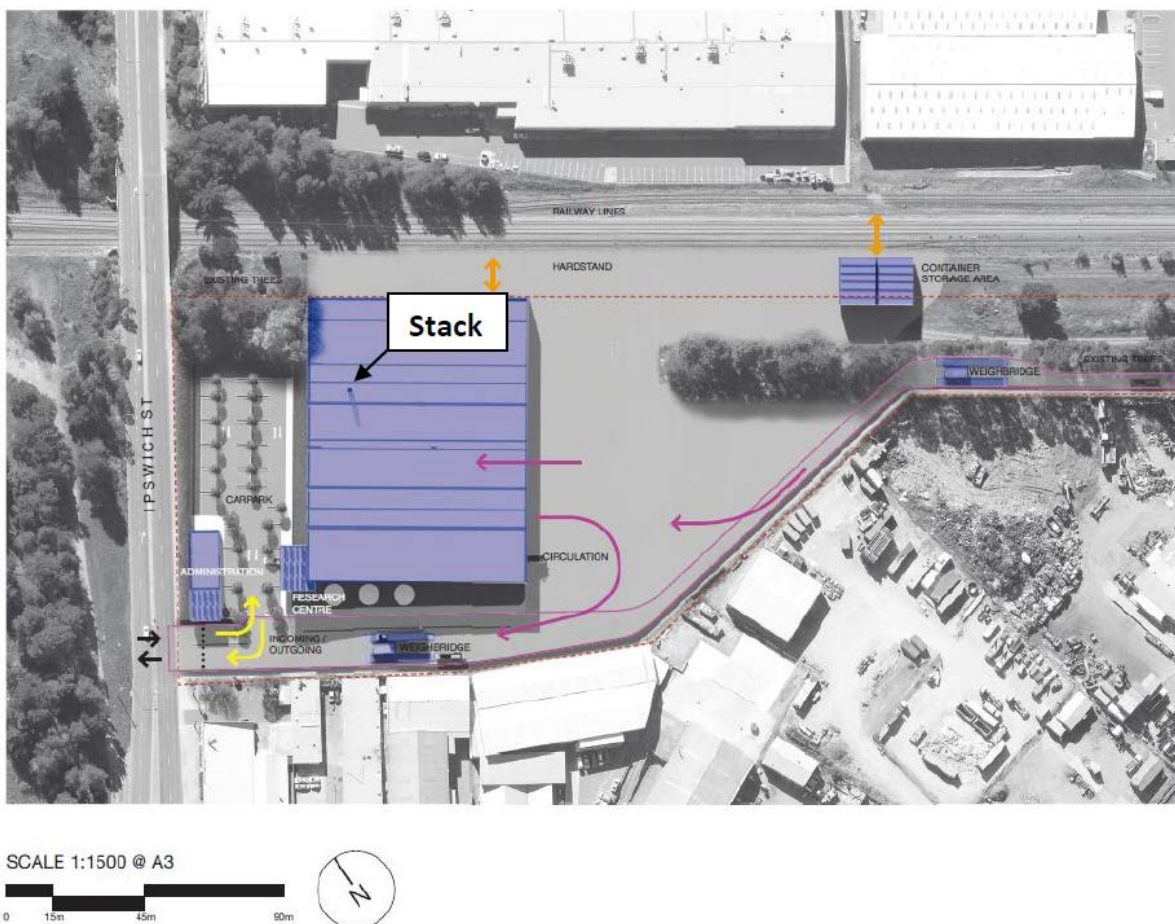 RAILWAY LINES
HARDSTAND
EXISTING TREES
CONTAINER
STORAGE AREA
Stack
EXISTING TREES
WEIGHBRIDGE
IPSWICH ST
CARPARK
CIRCULATION
ADMINISTRATION
RESEARCH
CENTRE
INCOMING /
OUTGOING
WEIGHBRIDGE
SCALE 1:1500 @ A3
0 15m 45m 90m
N